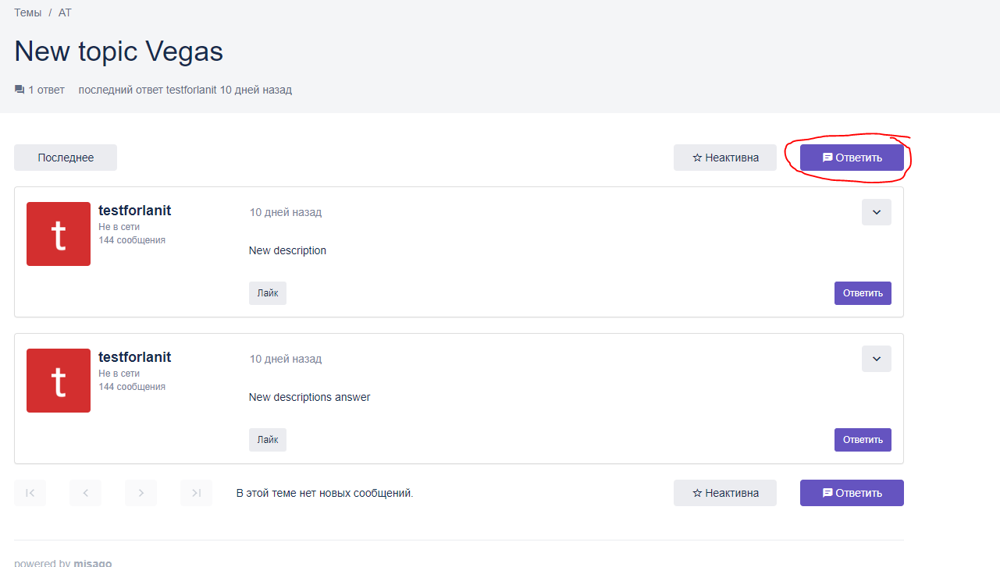 Темы / AT
New topic Vegas
1 ответ последний ответ testforlanit 10 дней назад
Последнее Неактивна Ответить
t
testforlanit 10 дней назад
Не в сети
144 сообщения
New description
Лайк Ответить
t
testforlanit 10 дней назад
Не в сети
144 сообщения
New descriptions answer
Лайк Ответить
В этой теме нет новых сообщений. Неактивна Ответить
powered by misago